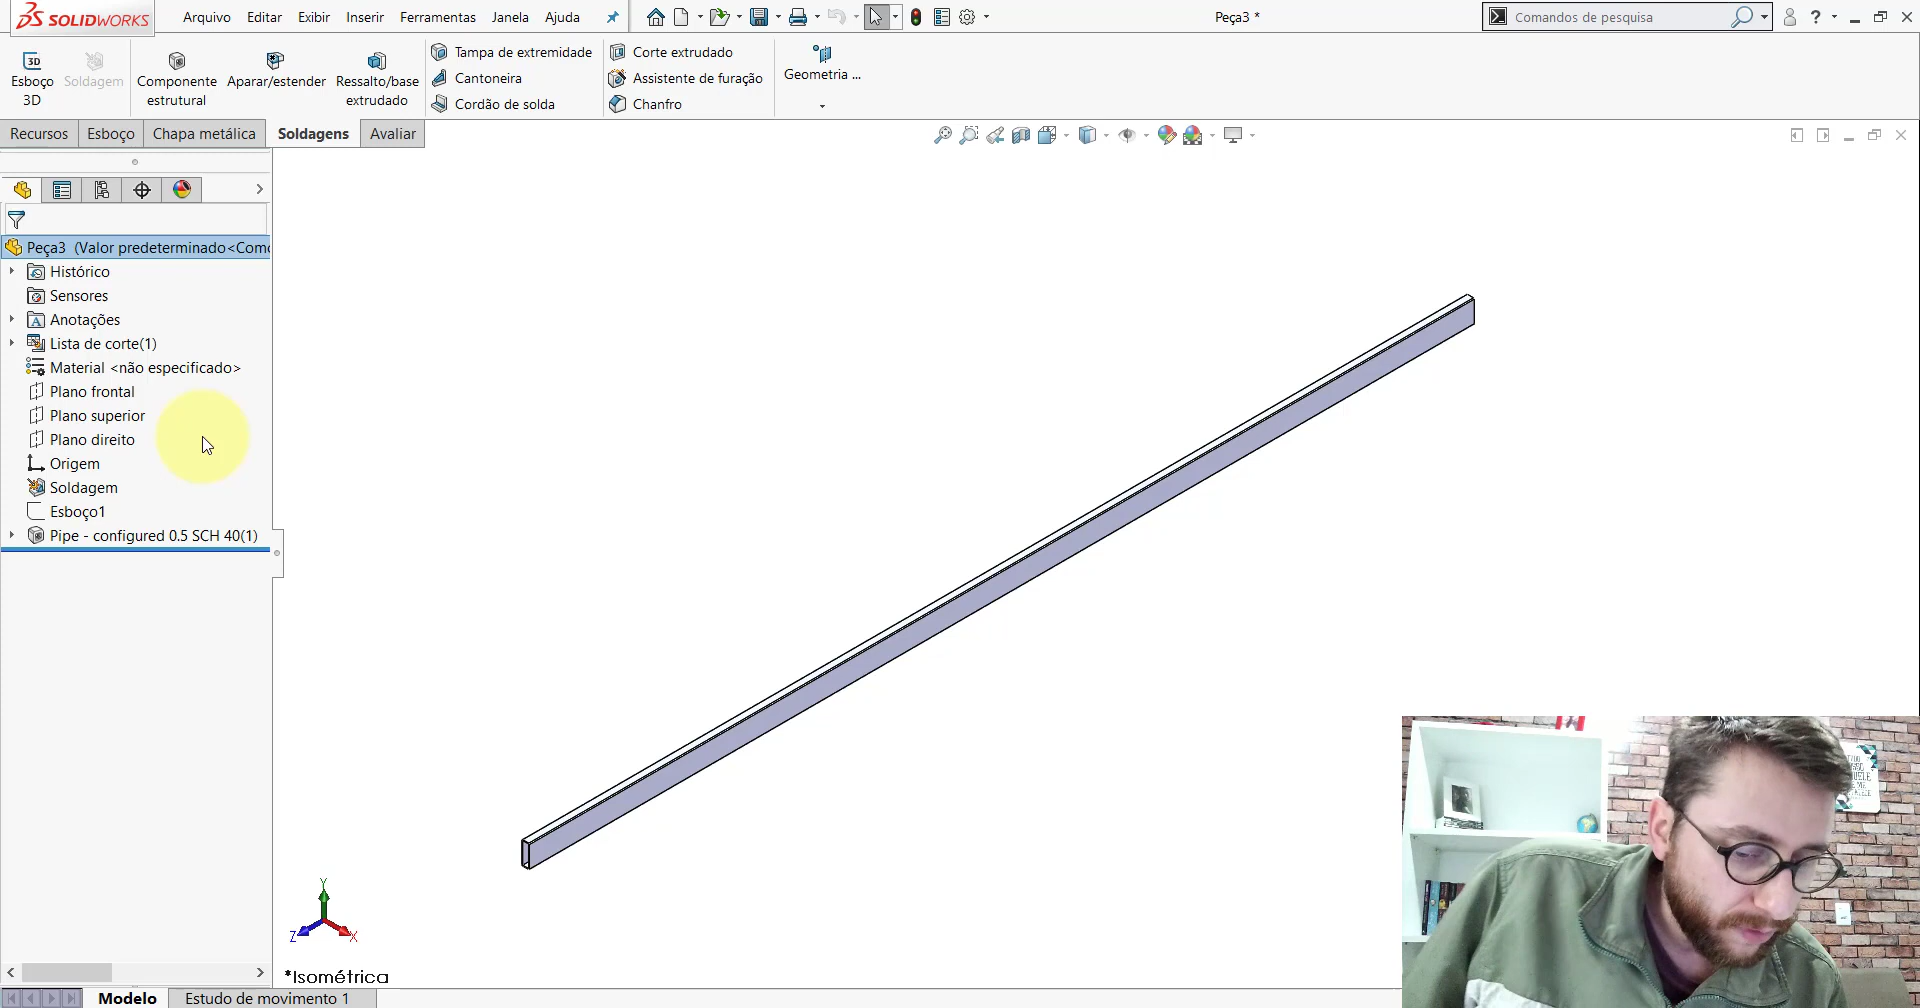 SOLIDWORKS
Arquivo Editar Exibir Inserir Ferramentas Janela Ajuda
Peça3 *
Comandos de pesquisa
Esboço 3D
Soldagem
Componente estrutural
Aparar/estender
Ressalto/base extrudado
Tampa de extremidade
Cantoneira
Cordão de solda
Corte extrudado
Assistente de furação
Chanfro
Geometria ...
Recursos Esboço Chapa metálica Soldagens Avaliar
Peça3 (Valor predeterminado<Com
Histórico
Sensores
Anotações
Lista de corte(1)
Material <não especificado>
Plano frontal
Plano superior
Plano direito
Origem
Soldagem
Esboço1
Pipe - configured 0.5 SCH 40(1)
Y
Z
X
*Isométrica
Modelo Estudo de movimento 1